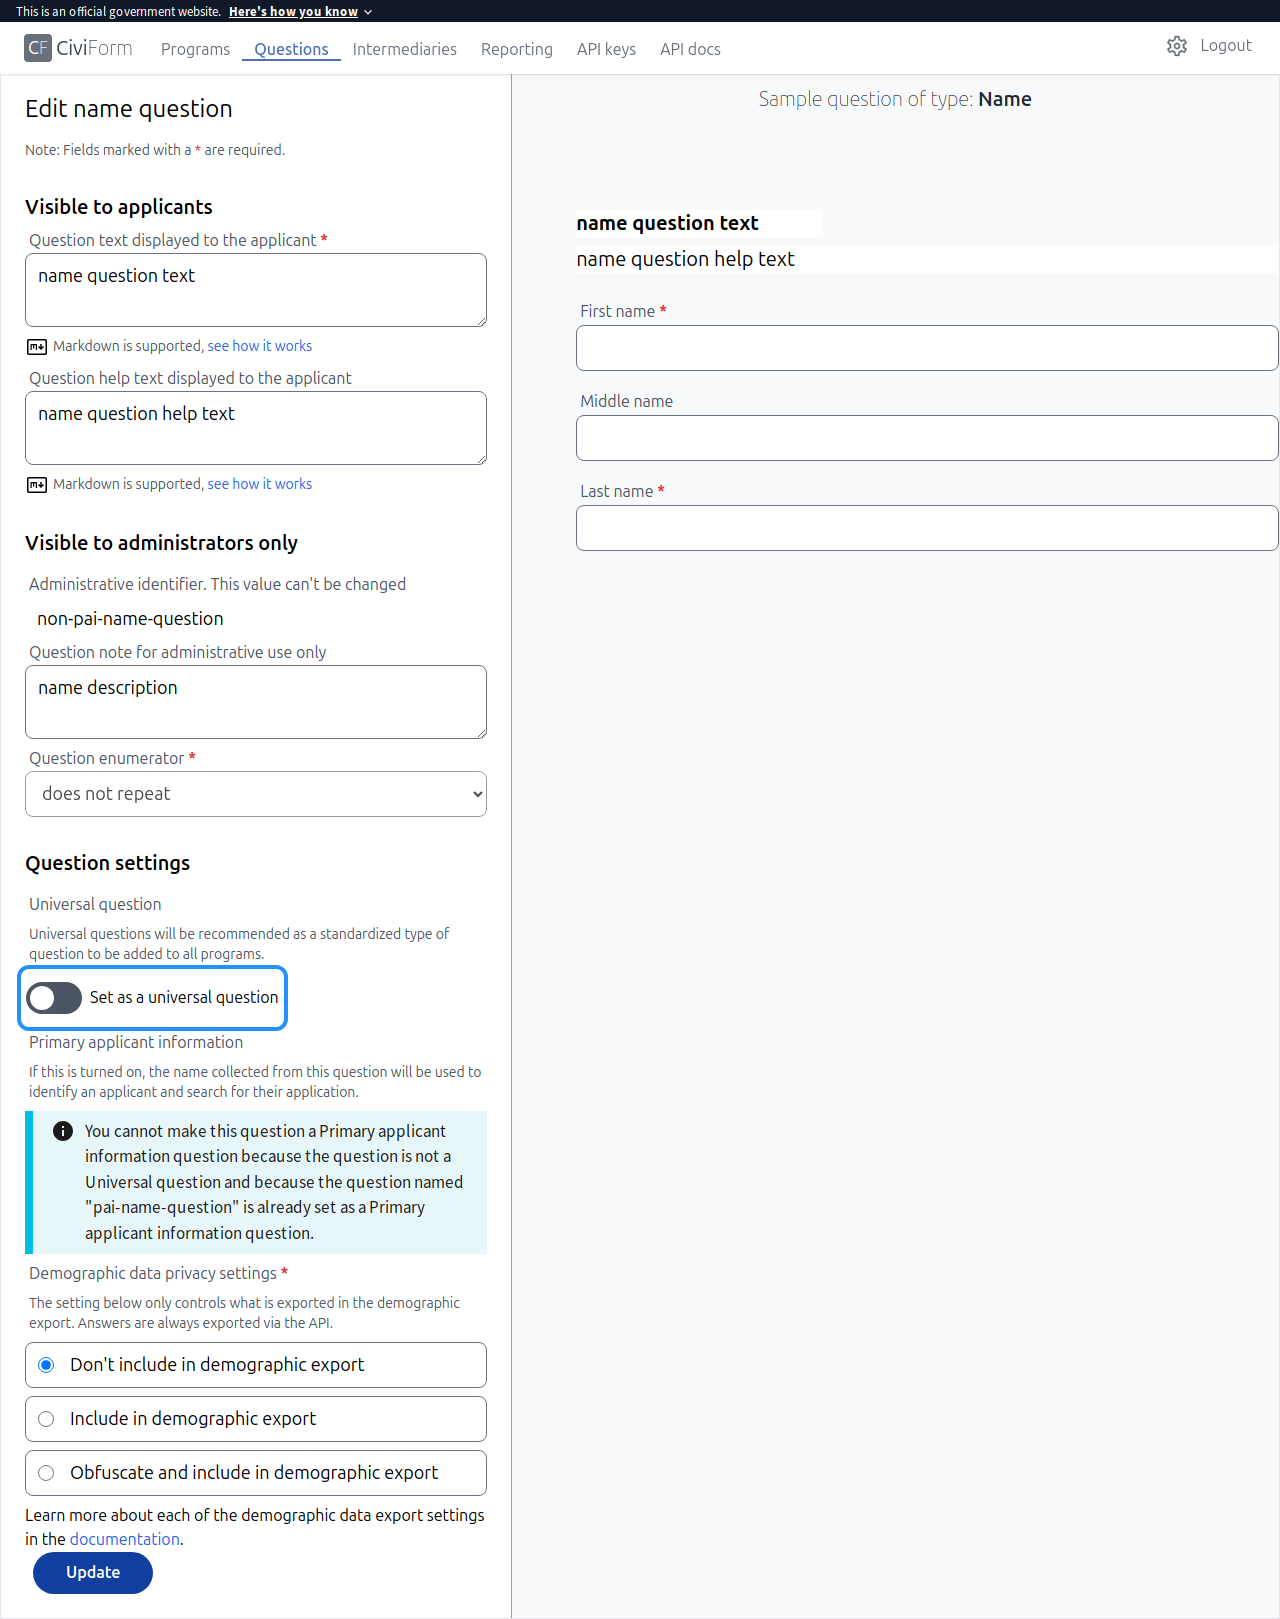 This is an official government website. Here's how you know
CF CiviForm Programs Questions Intermediaries Reporting API keys API docs Logout
Edit name question
Note: Fields marked with a * are required.
Visible to applicants
Question text displayed to the applicant *
name question text
Markdown is supported, see how it works
Question help text displayed to the applicant
name question help text
Markdown is supported, see how it works
Visible to administrators only
Administrative identifier. This value can't be changed
non-pai-name-question
Question note for administrative use only
name description
Question enumerator *
does not repeat
Question settings
Universal question
Universal questions will be recommended as a standardized type of
question to be added to all programs.
Set as a universal question
Primary applicant information
If this is turned on, the name collected from this question will be used to
identify an applicant and search for their application.
You cannot make this question a Primary applicant
information question because the question is not a
Universal question and because the question named
"pai-name-question" is already set as a Primary
applicant information question.
Demographic data privacy settings *
The setting below only controls what is exported in the demographic
export. Answers are always exported via the API.
Don't include in demographic export
Include in demographic export
Obfuscate and include in demographic export
Learn more about each of the demographic data export settings
in the documentation.
Update
Sample question of type: Name
name question text
name question help text
First name *
Middle name
Last name *